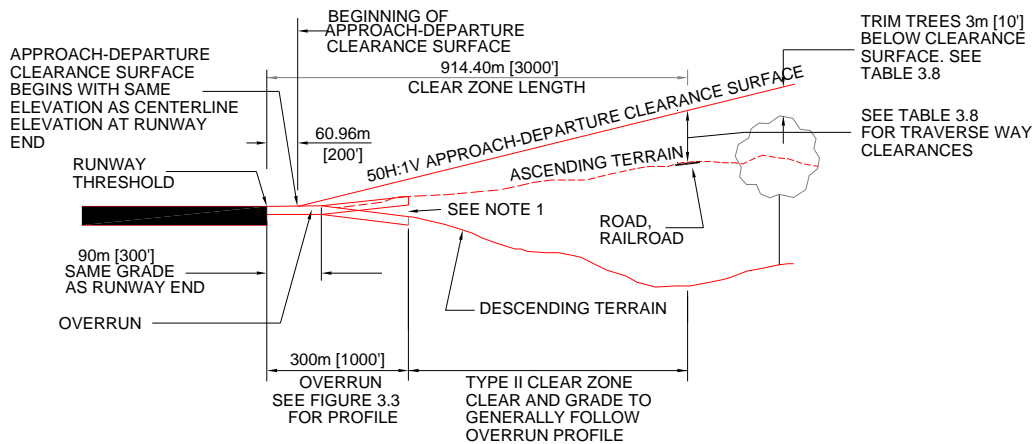 BEGINNING OF
APPROACH-DEPARTURE
CLEARANCE SURFACE
TRIM TREES 3m [10']
BELOW CLEARANCE
SURFACE. SEE
TABLE 3.8
APPROACH-DEPARTURE
CLEARANCE SURFACE
BEGINS WITH SAME
ELEVATION AS CENTERLINE
ELEVATION AT RUNWAY
END
914.40m [3000']
CLEAR ZONE LENGTH
60.96m
[200']
50H:1V APPROACH-DEPARTURE CLEARANCE SURFACE
SEE TABLE 3.8
FOR TRAVERSE WAY
CLEARANCES
ASCENDING TERRAIN
RUNWAY
THRESHOLD
SEE NOTE 1
ROAD,
RAILROAD
90m [300']
SAME GRADE
AS RUNWAY END
OVERRUN
DESCENDING TERRAIN
300m [1000']
OVERRUN
SEE FIGURE 3.3
FOR PROFILE
TYPE II CLEAR ZONE
CLEAR AND GRADE TO
GENERALLY FOLLOW
OVERRUN PROFILE